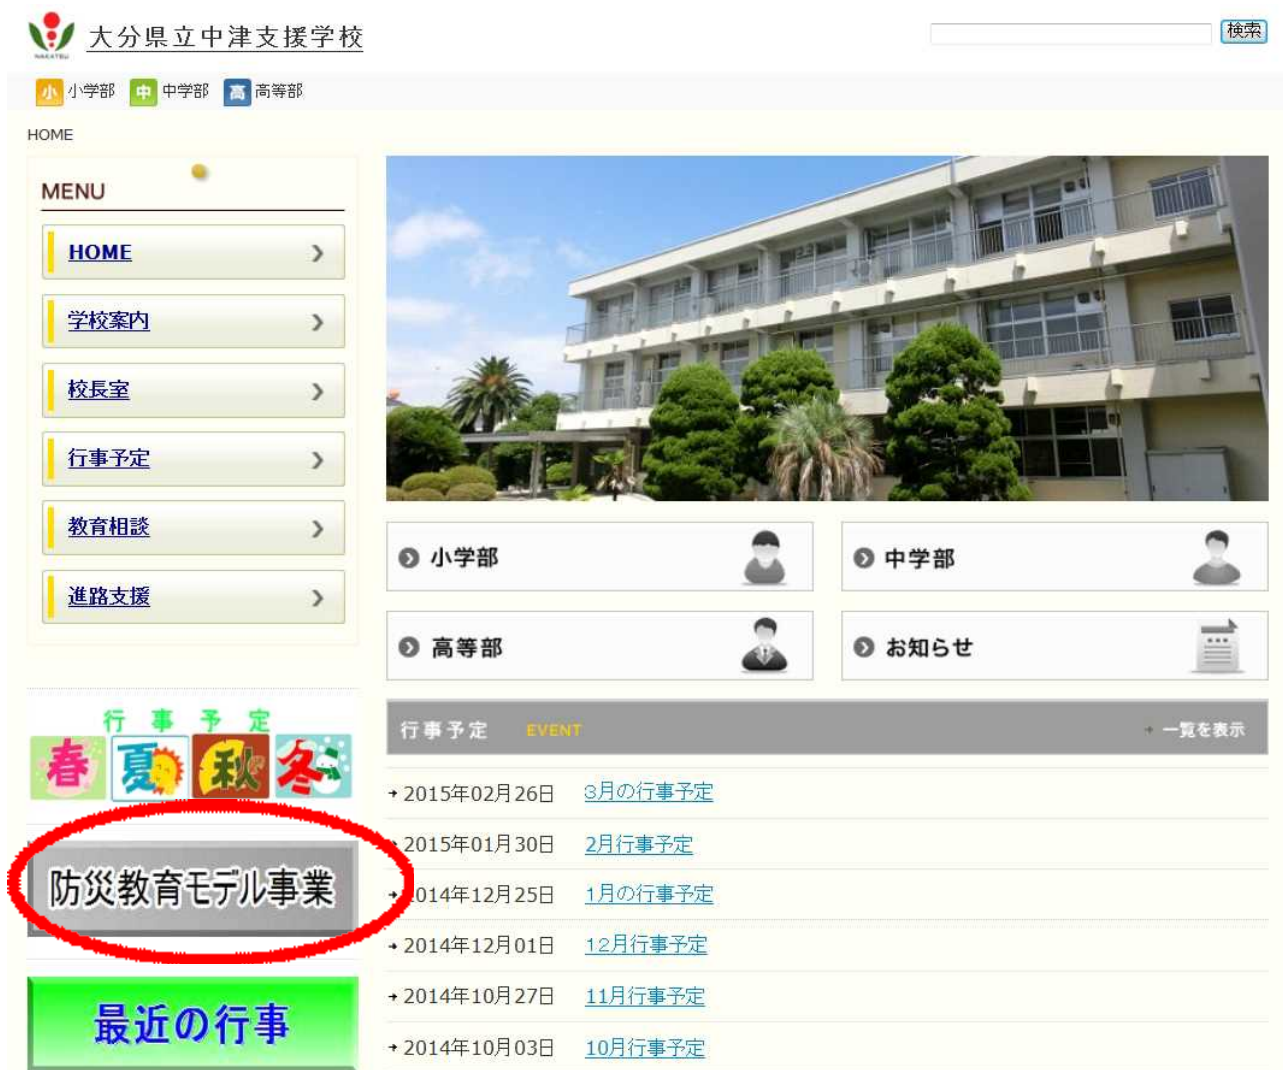 大分県立中津支援学校
検索
小 小学部 中 中学部 高 高等部
HOME
MENU
HOME
学校案内
校長室
行事予定
教育相談
進路支援
行事予定
春 夏 秋 冬
防災教育モデル事業
最近の行事
小学部
中学部
高等部
お知らせ
行事予定 EVENT 一覧を表示
2015年02月26日 3月の行事予定
2015年01月30日 2月行事予定
2014年12月25日 1月の行事予定
2014年12月01日 12月行事予定
2014年10月27日 11月行事予定
2014年10月03日 10月行事予定